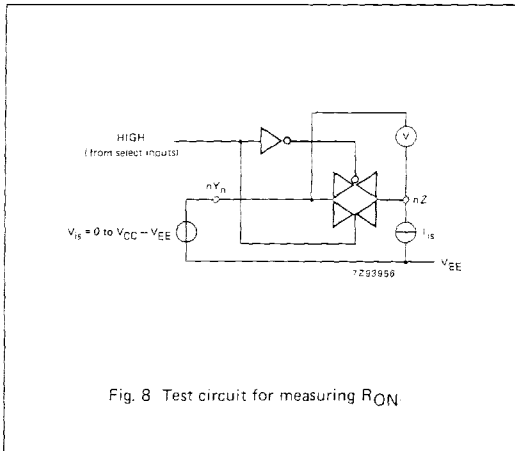 HIGH
(from select inputs)
V
nYn
nZ
Vis = 0 to VCC – VEE
Iis
7Z93956
VEE
Fig. 8 Test circuit for measuring RON